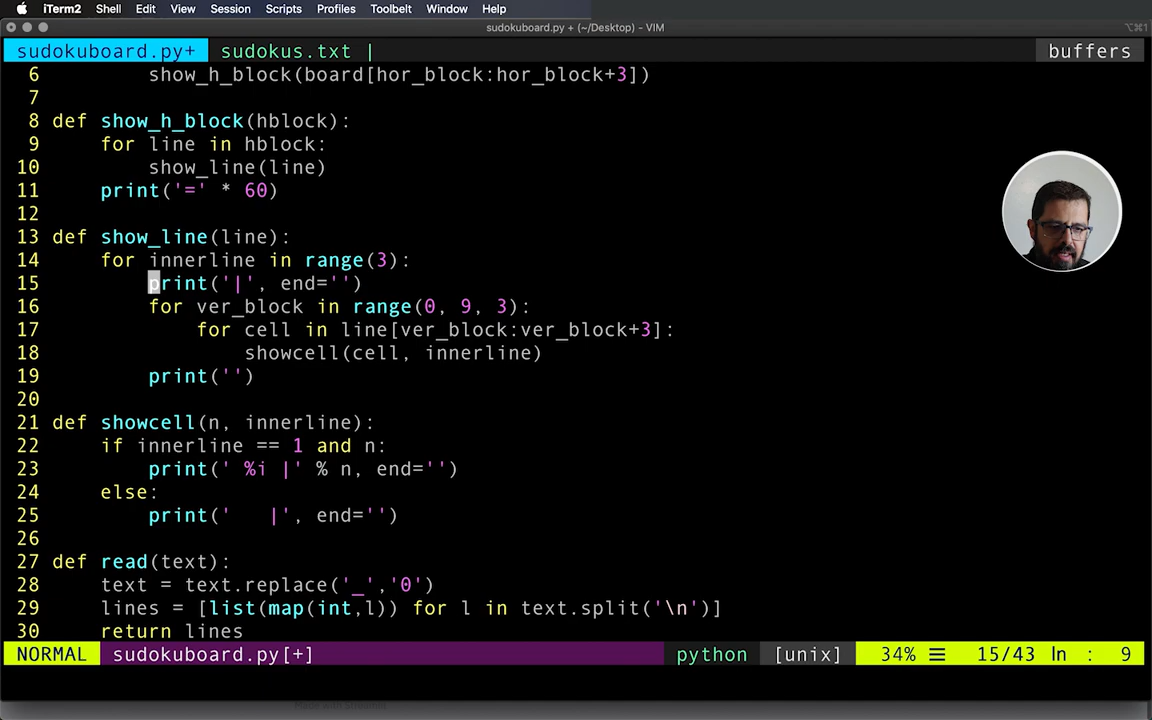 iTerm2 Shell Edit View Session Scripts Profiles Toolbelt Window Help
sudokuboard.py + (~/Desktop) - VIM ⌥⌘1
sudokuboard.py+ sudokus.txt | buffers
6         show_h_block(board[hor_block:hor_block+3])
7
8 def show_h_block(hblock):
9     for line in hblock:
10         show_line(line)
11     print('=' * 60)
12
13 def show_line(line):
14     for innerline in range(3):
15         print('|', end='')
16         for ver_block in range(0, 9, 3):
17             for cell in line[ver_block:ver_block+3]:
18                 showcell(cell, innerline)
19         print('')
20
21 def showcell(n, innerline):
22     if innerline == 1 and n:
23         print(' %i |' % n, end='')
24     else:
25         print('   |', end='')
26
27 def read(text):
28     text = text.replace('_','0')
29     lines = [list(map(int,l)) for l in text.split('\n')]
30     return lines
NORMAL sudokuboard.py[+] python [unix] 34% ☰ 15/43 ln : 9